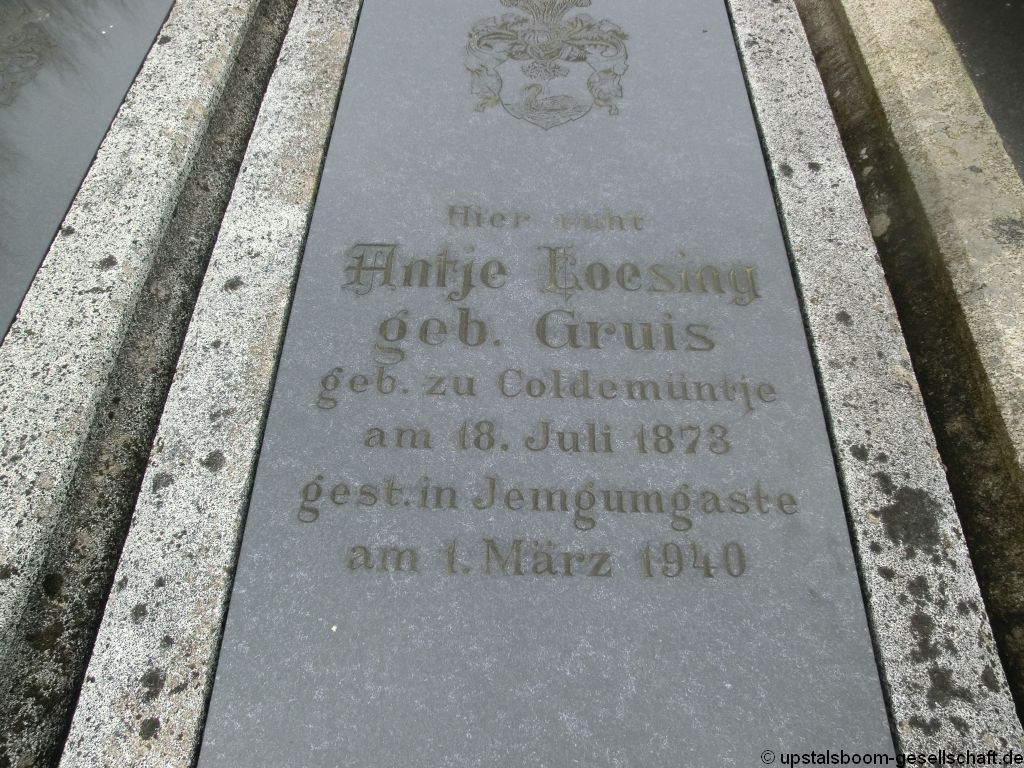 Hier ruht
Antje Loesing
geb. Gruis
geb. zu Coldemüntje
am 18. Juli 1873
gest. in Jemgumgaste
am 1. März 1940
© upstalsboom-gesellschaft.de